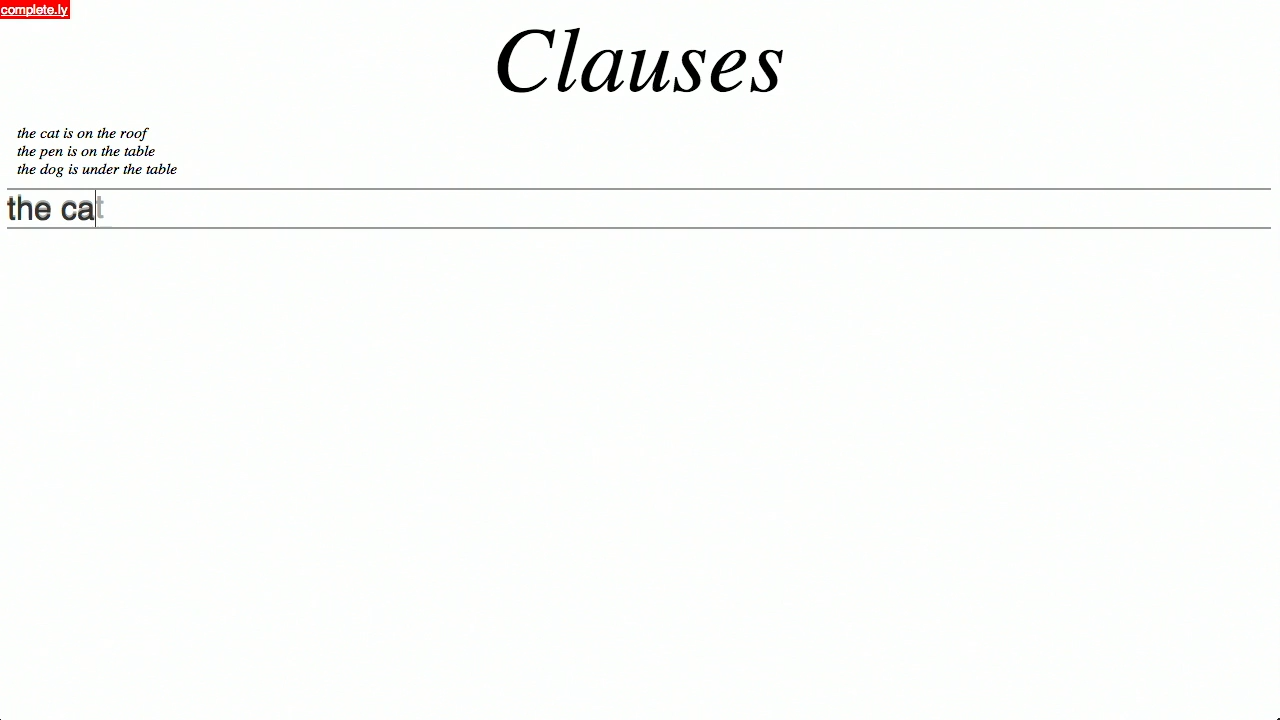 complete.ly
Clauses
the cat is on the roof
the pen is on the table
the dog is under the table
the cat